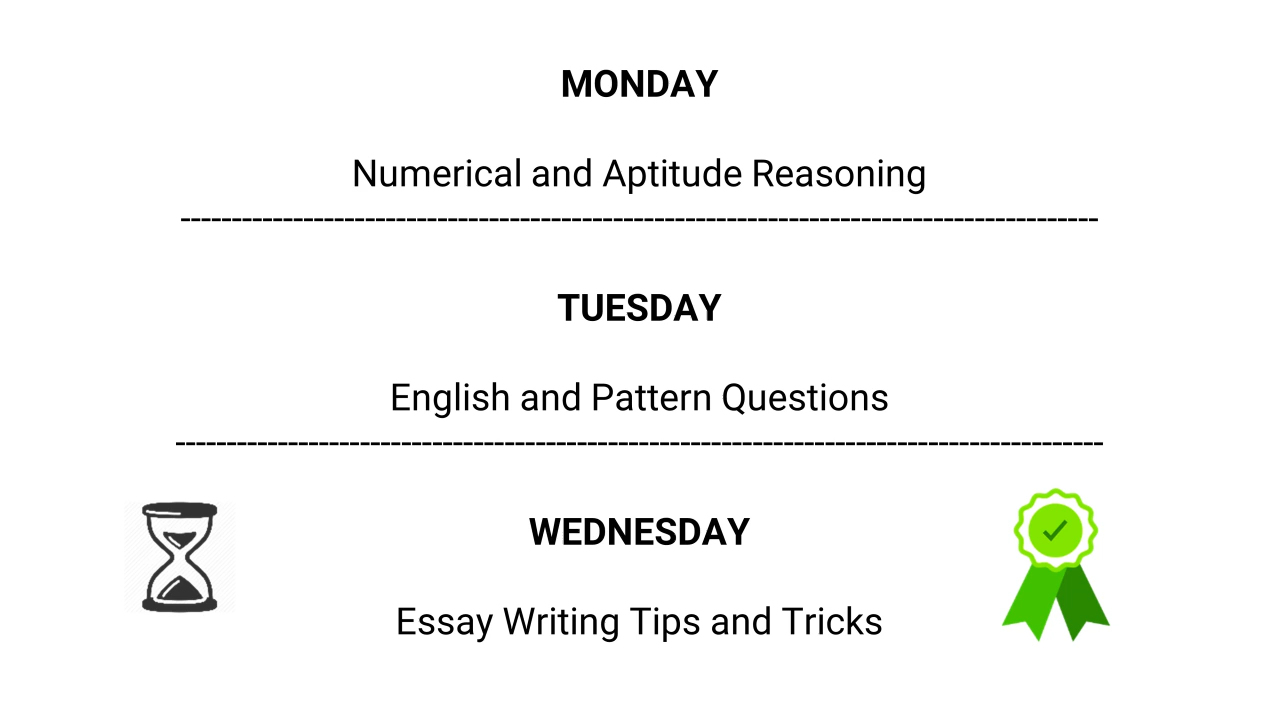 MONDAY
Numerical and Aptitude Reasoning
------------------------------------------------------------------------------------------
TUESDAY
English and Pattern Questions
-------------------------------------------------------------------------------------------
WEDNESDAY
Essay Writing Tips and Tricks